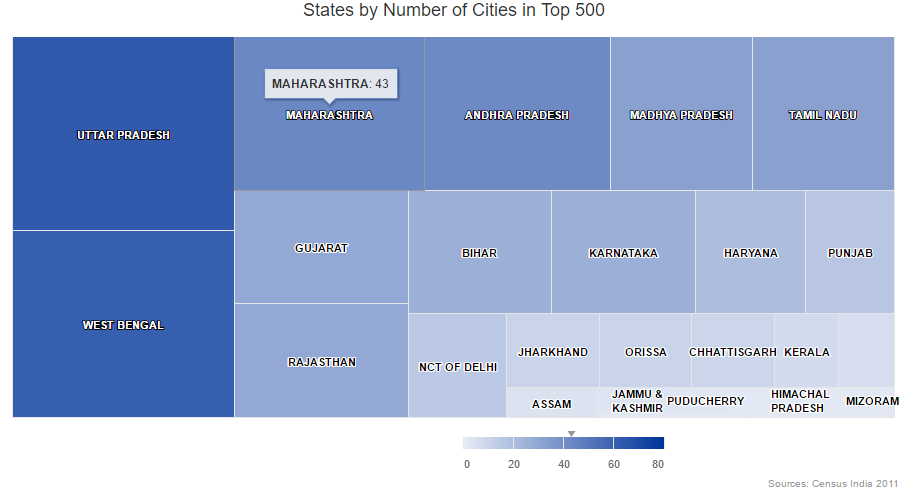 States by Number of Cities in Top 500
MAHARASHTRA: 43
UTTAR PRADESH
MAHARASHTRA
ANDHRA PRADESH
MADHYA PRADESH
TAMIL NADU
GUJARAT
BIHAR
KARNATAKA
HARYANA
PUNJAB
WEST BENGAL
RAJASTHAN
NCT OF DELHI
JHARKHAND
ORISSA
CHHATTISGARH
KERALA
ASSAM
JAMMU &
KASHMIR
PUDUCHERRY
HIMACHAL
PRADESH
MIZORAM
0 20 40 60 80
Sources: Census India 2011